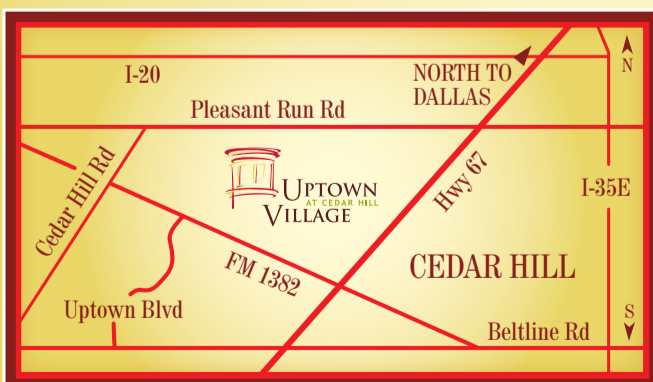 I-20
NORTH TO
DALLAS
N
Pleasant Run Rd
Cedar Hill Rd
UPTOWN
AT CEDAR HILL
VILLAGE
Hwy 67
I-35E
FM 1382
CEDAR HILL
Uptown Blvd
S
Beltline Rd